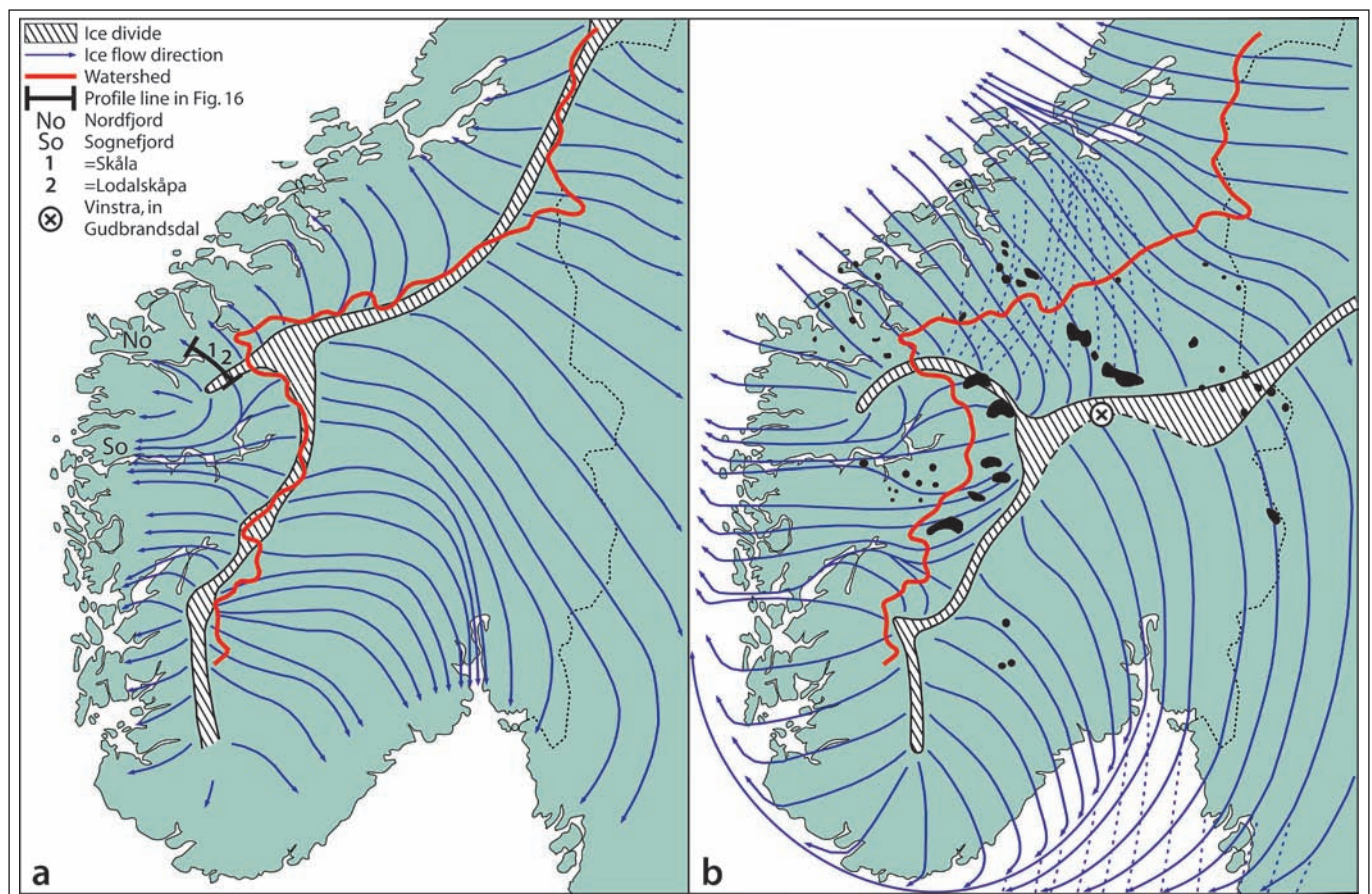 Ice divide
Ice flow direction
Watershed
Profile line in Fig. 16
No Nordfjord
So Sognefjord
1 =Skåla
2 =Lodalskåpa
Vinstra, in
Gudbrandsdal
No
1 2
So
a
b